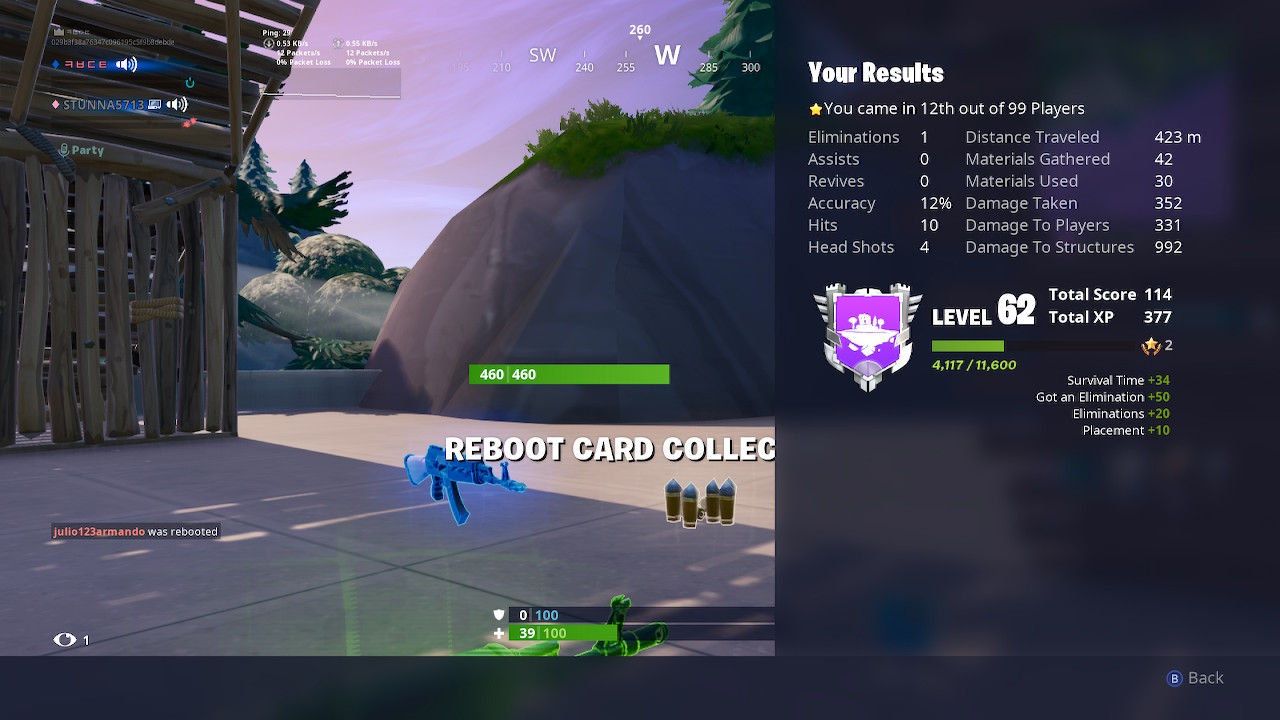 Ping: 29
0.53 KB/s 0.55 KB/s
12 Packets/s 12 Packets/s
0% Packet Loss 0% Packet Loss
STUNNA5713
Party
260
195 210 SW 240 255 W 285 300
460 460
REBOOT CARD COLLEC
julio123armando was rebooted
0 100
39 100
1
Your Results
You came in 12th out of 99 Players
Eliminations 1 Distance Traveled 423 m
Assists 0 Materials Gathered 42
Revives 0 Materials Used 30
Accuracy 12% Damage Taken 352
Hits 10 Damage To Players 331
Head Shots 4 Damage To Structures 992
LEVEL 62
Total Score 114
Total XP 377
2
4,117 / 11,600
Survival Time +34
Got an Elimination +50
Eliminations +20
Placement +10
B Back